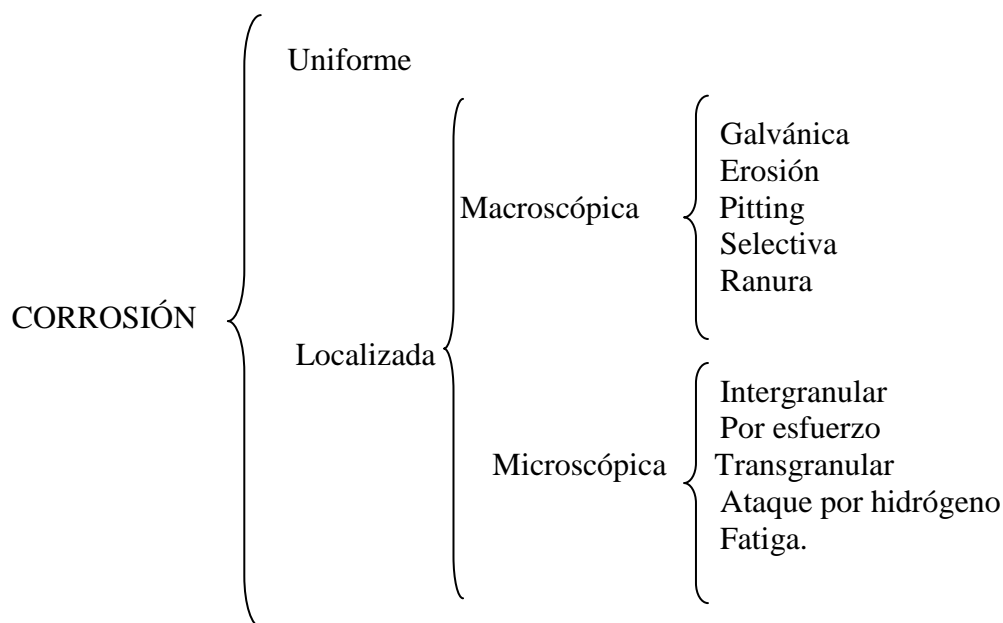 CORROSIÓN
Uniforme
Localizada
Macroscópica
Galvánica
Erosión
Pitting
Selectiva
Ranura
Microscópica
Intergranular
Por esfuerzo
Transgranular
Ataque por hidrógeno
Fatiga.